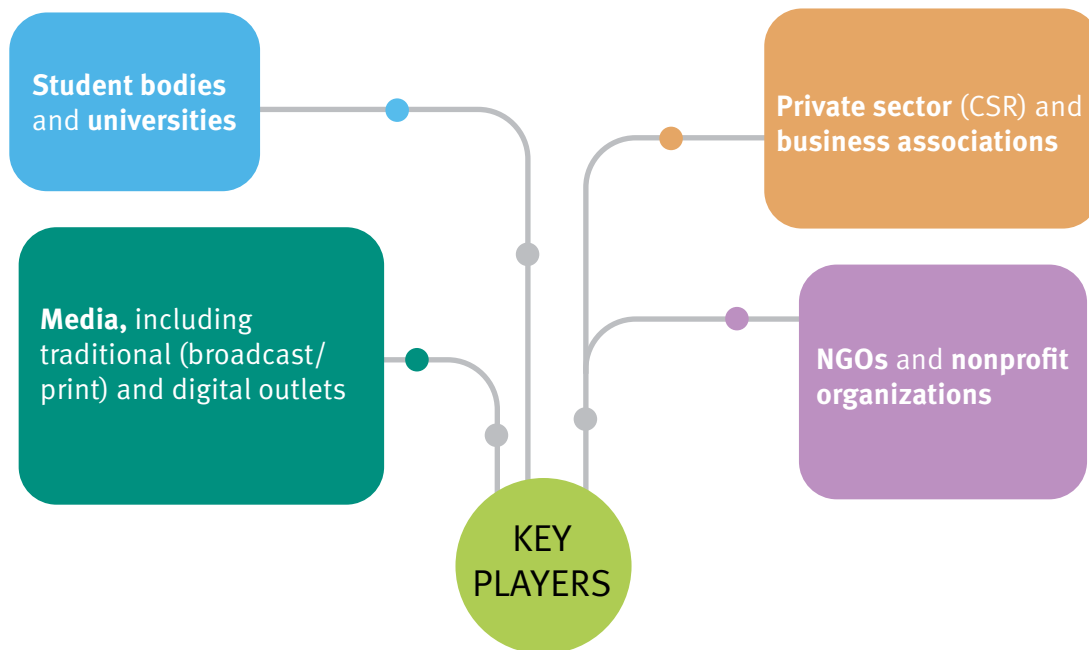 Student bodies
and universities
Private sector (CSR) and
business associations
Media, including
traditional (broadcast/
print) and digital outlets
NGOs and nonprofit
organizations
KEY
PLAYERS